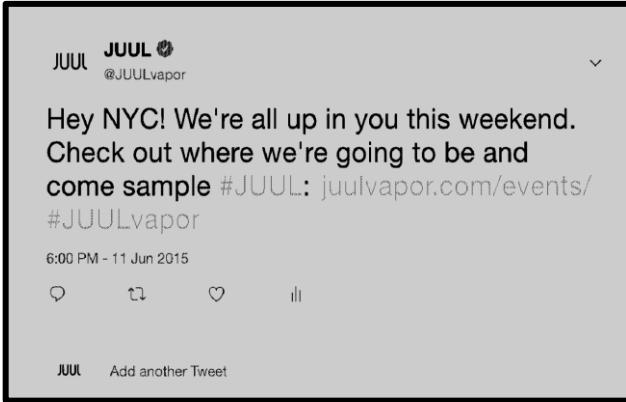 JUUL
JUUL
@JUULvapor
Hey NYC! We're all up in you this weekend.
Check out where we're going to be and
come sample #JUUL: juulvapor.com/events/
#JUULvapor
6:00 PM - 11 Jun 2015
JUUL Add another Tweet